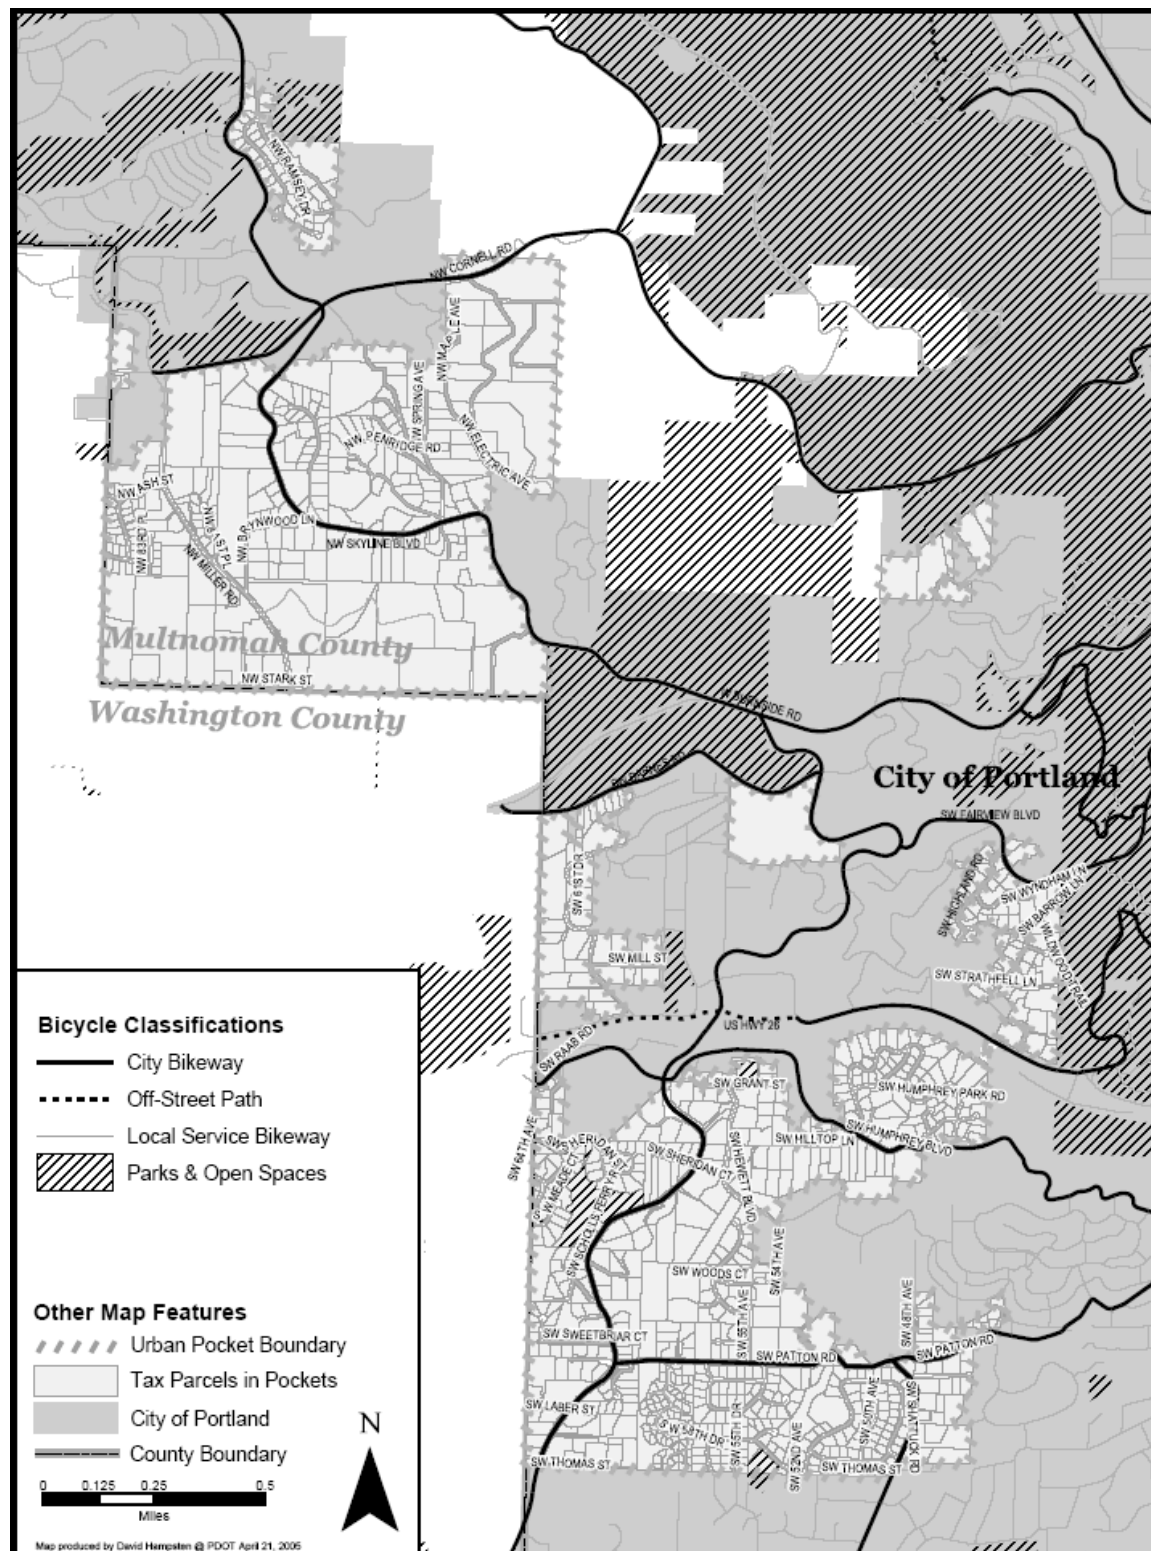 NW RAMSEY DR
NW CORNELL RD
LE AVE
NW MA
NW SPRING AVE
NW PENRIDGE RD
NW ELECTRIC AVE
NW ASH ST
NW 83RD PL
NW 81ST PL
NW BRYNWOOD LN
NW MILLER RD
NW SKYLINE BLVD
Multnomah County
NW STARK ST
Washington County
W BURNSIDE RD
SW BARNES RD
City of Portland
SW FAIRVIEW BLVD
SW 61ST DR
SW HIGHLAND RD
SW WYNDHAM LN
SW BARROW LN
WILDWOOD TRAIL
SW MILL ST
SW STRATHFELL LN
US HWY 26
SW RAAB RD
SW GRANT ST
SW HUMPHREY PARK RD
SW HUMPHREY BLVD
SW HILLTOP LN
SW 64TH AVE
SW SHERIDAN ST
SW MEADE CT
SW SHERIDAN CT
SW HEWETT BLVD
SW SCHOLLS FERRY
SW WOODS CT
SW 54TH AVE
SW 55TH AVE
SW 48TH AVE
SW SWEETBRIAR CT
SW PATTON RD
SW PATTON RD
SW LABER ST
SW 58TH DR
SW 55TH DR
SW 52ND AVE
SW 50TH AVE
SW SHATTUCK RD
SW THOMAS ST
SW THOMAS ST
Bicycle Classifications
City Bikeway
Off-Street Path
Local Service Bikeway
Parks & Open Spaces
Other Map Features
Urban Pocket Boundary
Tax Parcels in Pockets
City of Portland
County Boundary
N
0 0.125 0.25 0.5
Miles
Map produced by David Hampsten @ PDOT April 21, 2005